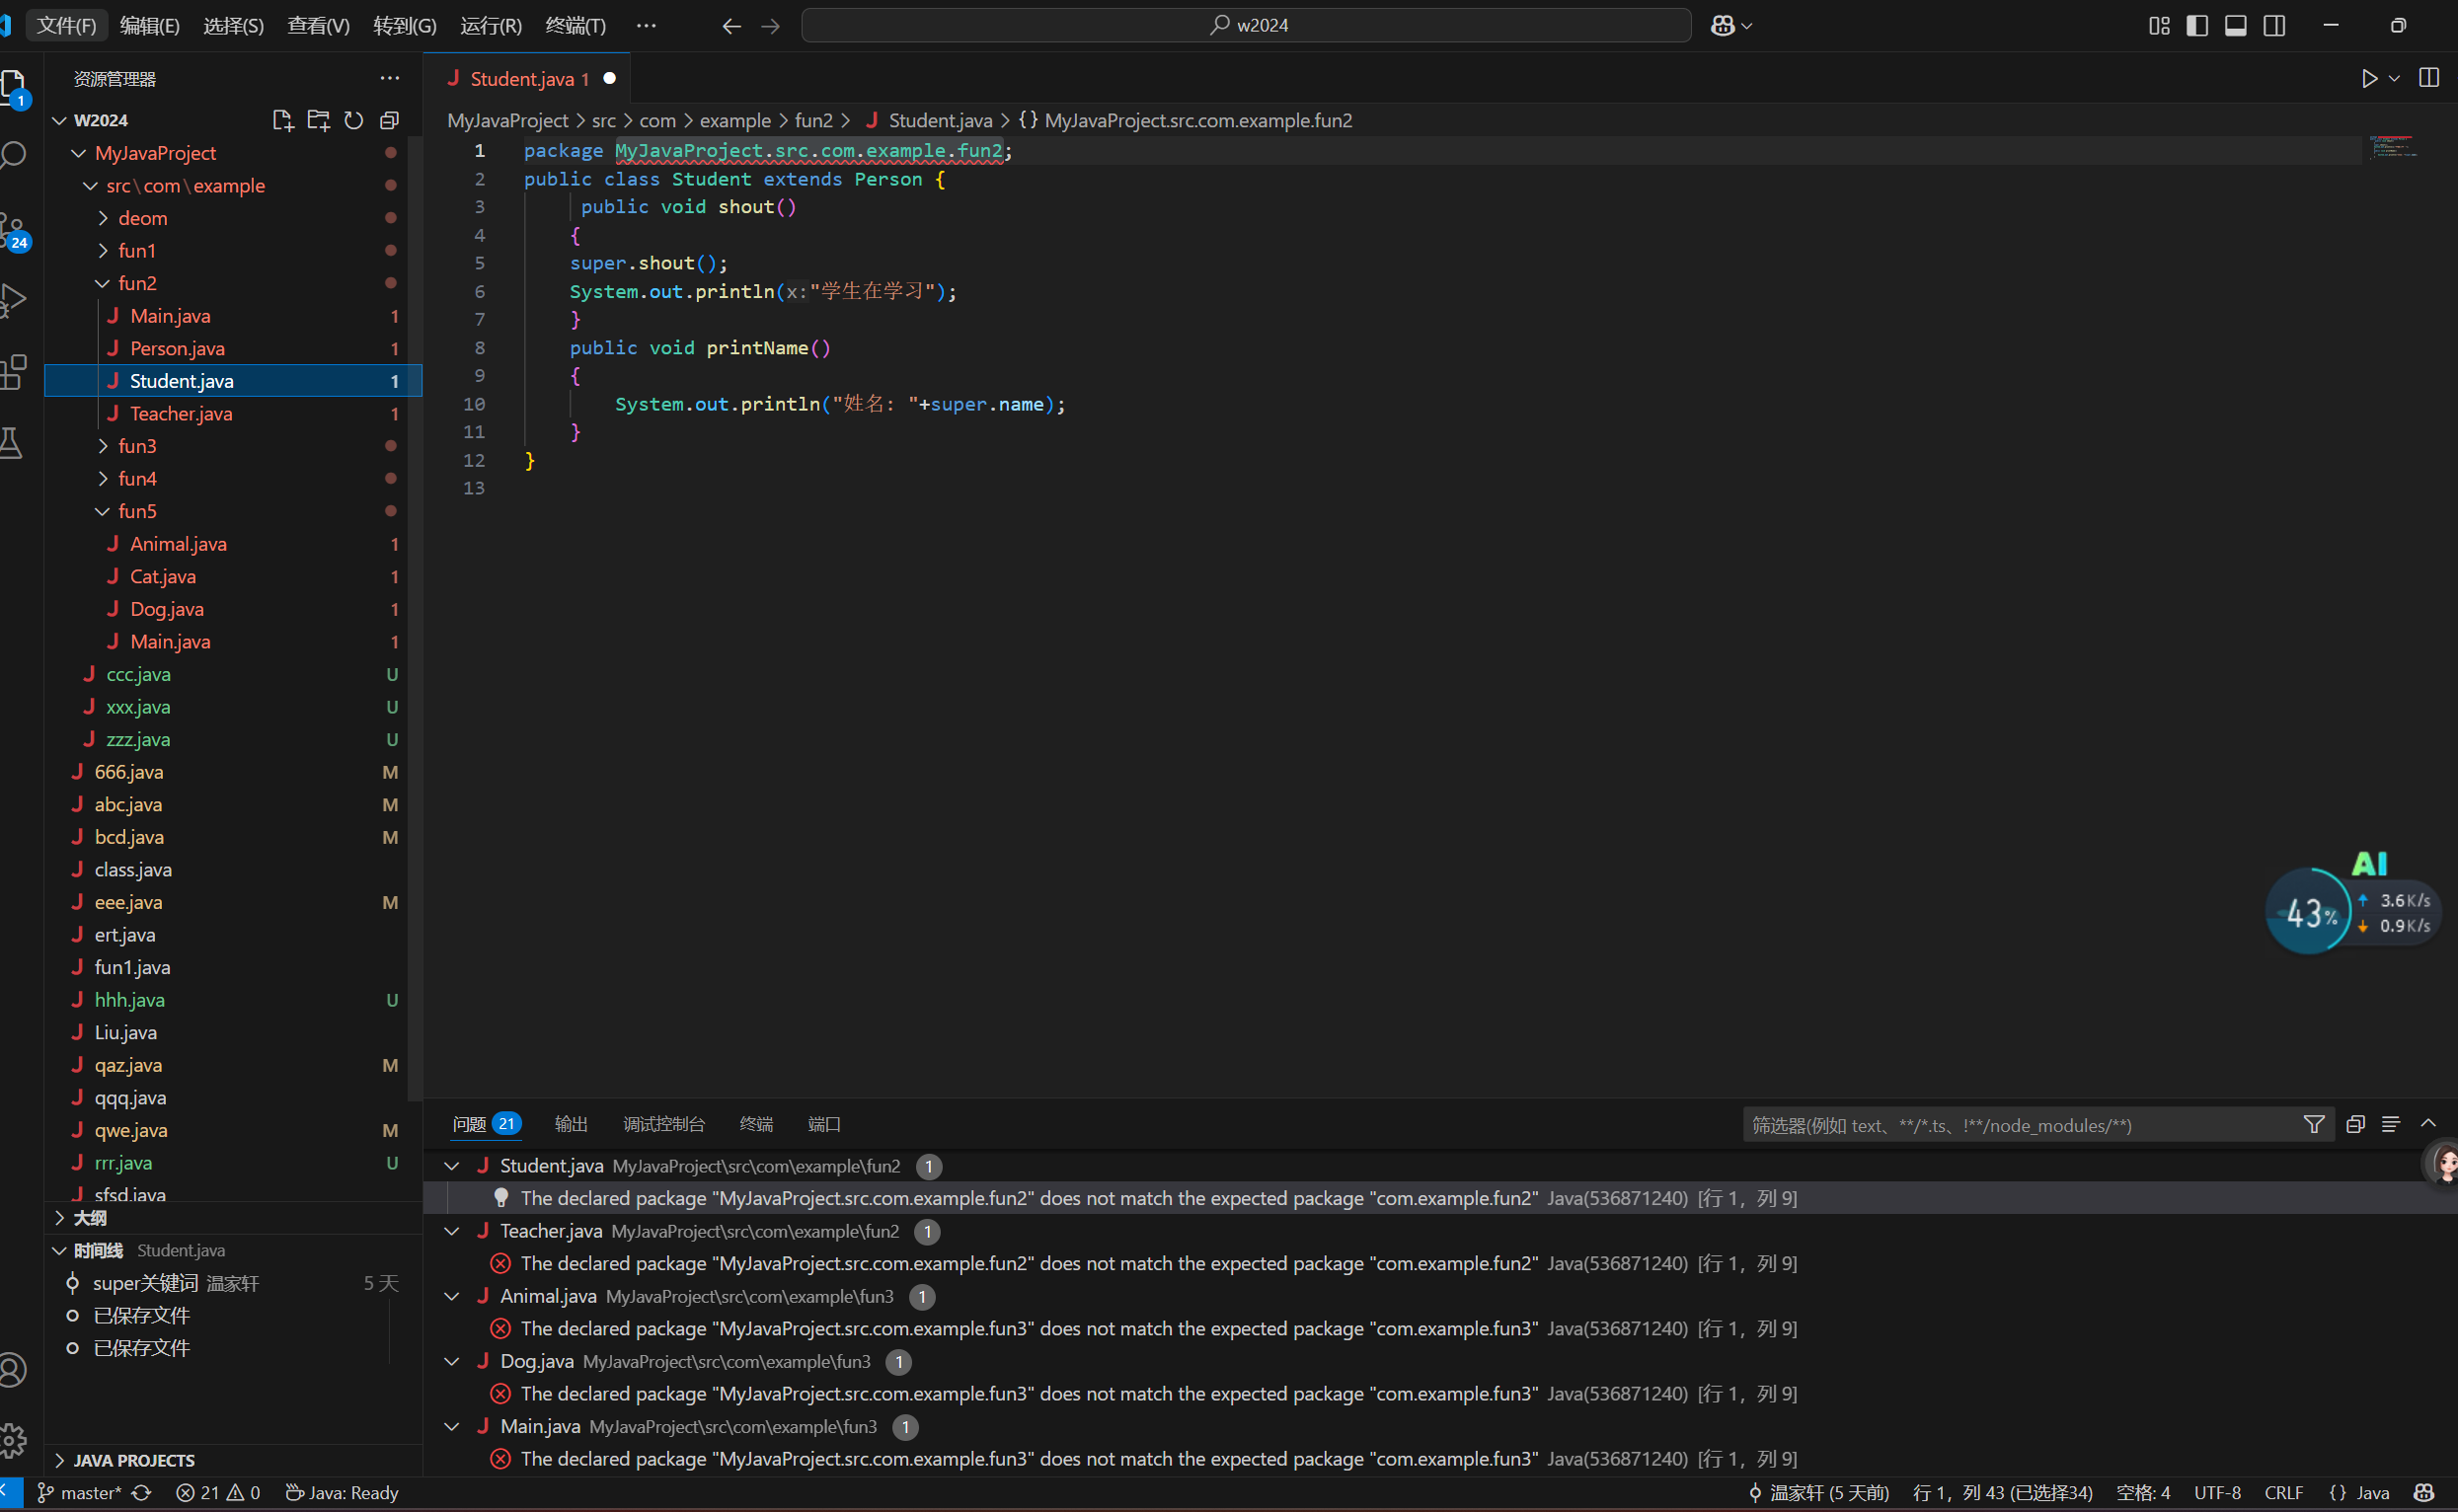 文件(F) 编辑(E) 选择(S) 查看(V) 转到(G) 运行(R) 终端(T) ··· w2024
资源管理器 ···
1
24
W2024
MyJavaProject
src\com\example
deom
fun1
fun2
Main.java 1
Person.java 1
Student.java 1
Teacher.java 1
fun3
fun4
fun5
Animal.java 1
Cat.java 1
Dog.java 1
Main.java 1
ccc.java U
xxx.java U
zzz.java U
666.java M
abc.java M
bcd.java M
class.java
eee.java M
ert.java
fun1.java
hhh.java U
Liu.java
qaz.java M
qqq.java
qwe.java M
rrr.java U
sfsd.java
大纲
时间线 Student.java
super关键词 温家轩 5 天
已保存文件
已保存文件
JAVA PROJECTS
Student.java 1
MyJavaProject > src > com > example > fun2 > Student.java > {} MyJavaProject.src.com.example.fun2
1 package MyJavaProject.src.com.example.fun2;
2 public class Student extends Person {
3 public void shout()
4 {
5 super.shout();
6 System.out.println(x:"学生在学习");
7 }
8 public void printName()
9 {
10 System.out.println("姓名: "+super.name);
11 }
12 }
13
AI
43%
3.6K/s
0.9K/s
问题 21 输出 调试控制台 终端 端口 筛选器(例如 text、**/*.ts、!**/node_modules/**)
Student.java MyJavaProject\src\com\example\fun2 1
The declared package "MyJavaProject.src.com.example.fun2" does not match the expected package "com.example.fun2" Java(536871240) [行 1，列 9]
Teacher.java MyJavaProject\src\com\example\fun2 1
The declared package "MyJavaProject.src.com.example.fun2" does not match the expected package "com.example.fun2" Java(536871240) [行 1，列 9]
Animal.java MyJavaProject\src\com\example\fun3 1
The declared package "MyJavaProject.src.com.example.fun3" does not match the expected package "com.example.fun3" Java(536871240) [行 1，列 9]
Dog.java MyJavaProject\src\com\example\fun3 1
The declared package "MyJavaProject.src.com.example.fun3" does not match the expected package "com.example.fun3" Java(536871240) [行 1，列 9]
Main.java MyJavaProject\src\com\example\fun3 1
The declared package "MyJavaProject.src.com.example.fun3" does not match the expected package "com.example.fun3" Java(536871240) [行 1，列 9]
master* 21 0 Java: Ready 温家轩 (5 天前) 行 1，列 43 (已选择34) 空格: 4 UTF-8 CRLF {} Java